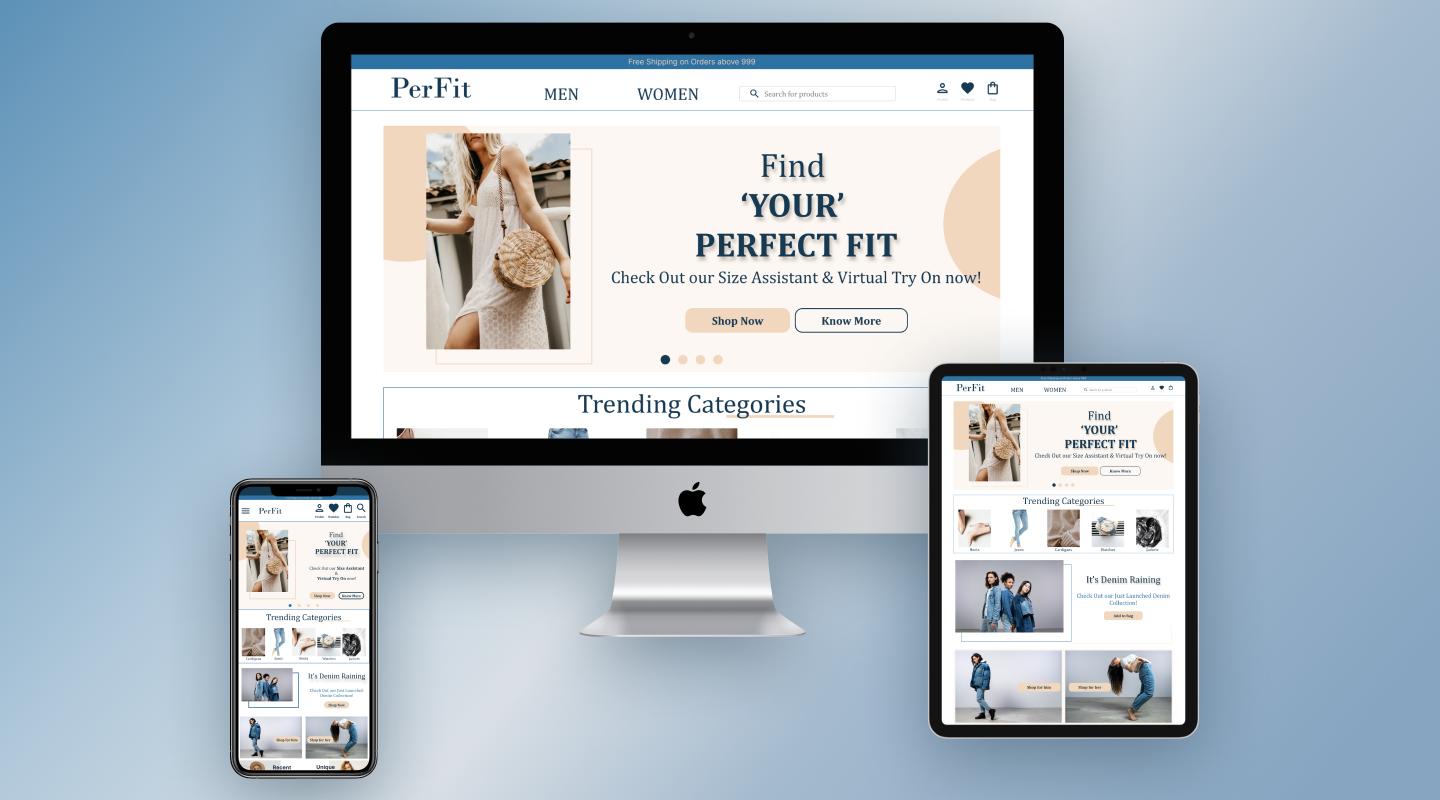 Free Shipping on Orders above 999
PerFit
MEN
WOMEN
Search for products
Find
‘YOUR’
PERFECT FIT
Check Out our Size Assistant & Virtual Try On now!
Shop Now
Know More
Trending Categories
PerFit
MEN
WOMEN
Find
‘YOUR’
PERFECT FIT
Check Out our Size Assistant & Virtual Try On now!
Shop Now
Know More
Trending Categories
Jeans
Cardigans
Watches
Jackets
It's Denim Raining
Check Out our Just Launched Denim
Collection!
Add to Bag
Shop for him
Shop for her
PerFit
Find
‘YOUR’
PERFECT FIT
Check Out our Size Assistant
&
Virtual Try On now!
Shop Now
Know More
Trending Categories
Cardigans
Watches
Jackets
It's Denim Raining
Check Out our Just Launched
Denim Collection!
Shop Now
Shop for him
Shop for her
Recent
Unique